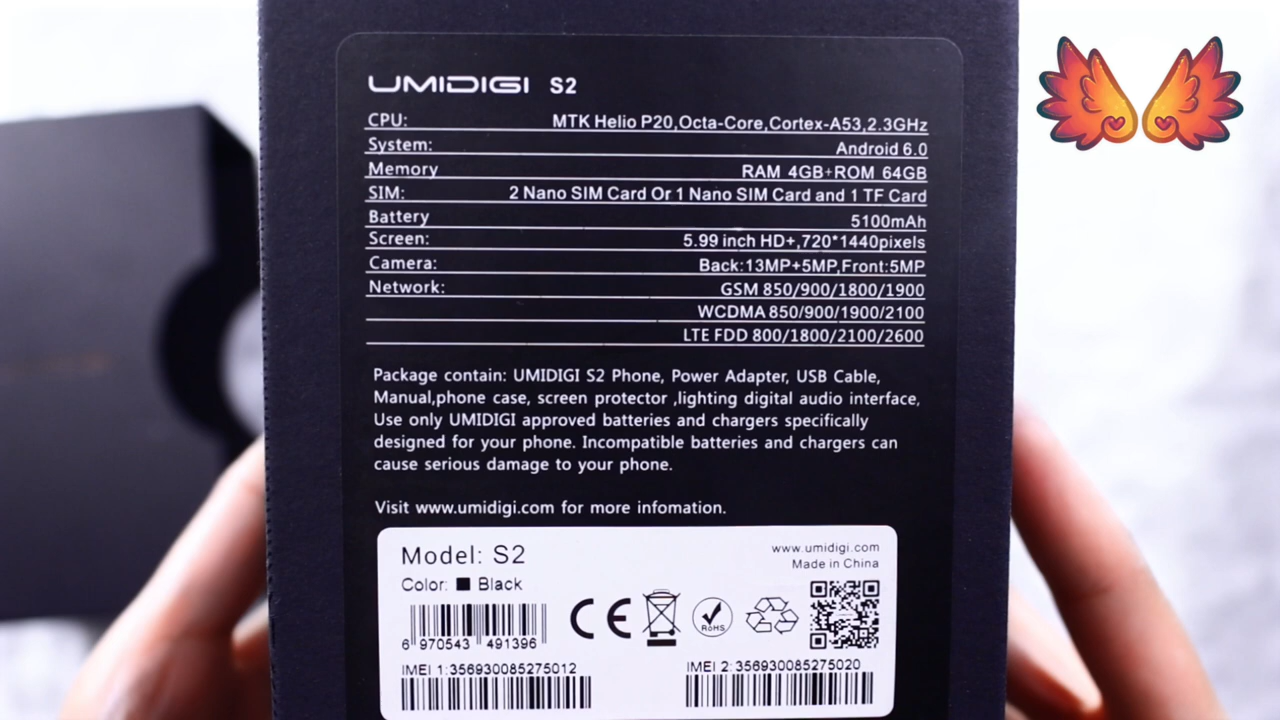 UMIDIGI S2
CPU: MTK Helio P20,Octa-Core,Cortex-A53,2.3GHz
System: Android 6.0
Memory RAM 4GB+ROM 64GB
SIM: 2 Nano SIM Card Or 1 Nano SIM Card and 1 TF Card
Battery 5100mAh
Screen: 5.99 inch HD+,720*1440pixels
Camera: Back:13MP+5MP,Front:5MP
Network: GSM 850/900/1800/1900
WCDMA 850/900/1900/2100
LTE FDD 800/1800/2100/2600
Package contain: UMIDIGI S2 Phone, Power Adapter, USB Cable,
Manual,phone case, screen protector ,lighting digital audio interface,
Use only UMIDIGI approved batteries and chargers specifically
designed for your phone. Incompatible batteries and chargers can
cause serious damage to your phone.
Visit www.umidigi.com for more infomation.
Model: S2
www.umidigi.com
Color: Black
Made in China
CE
RoHS
6 970543 491396
IMEI 1:356930085275012
IMEI 2:356930085275020